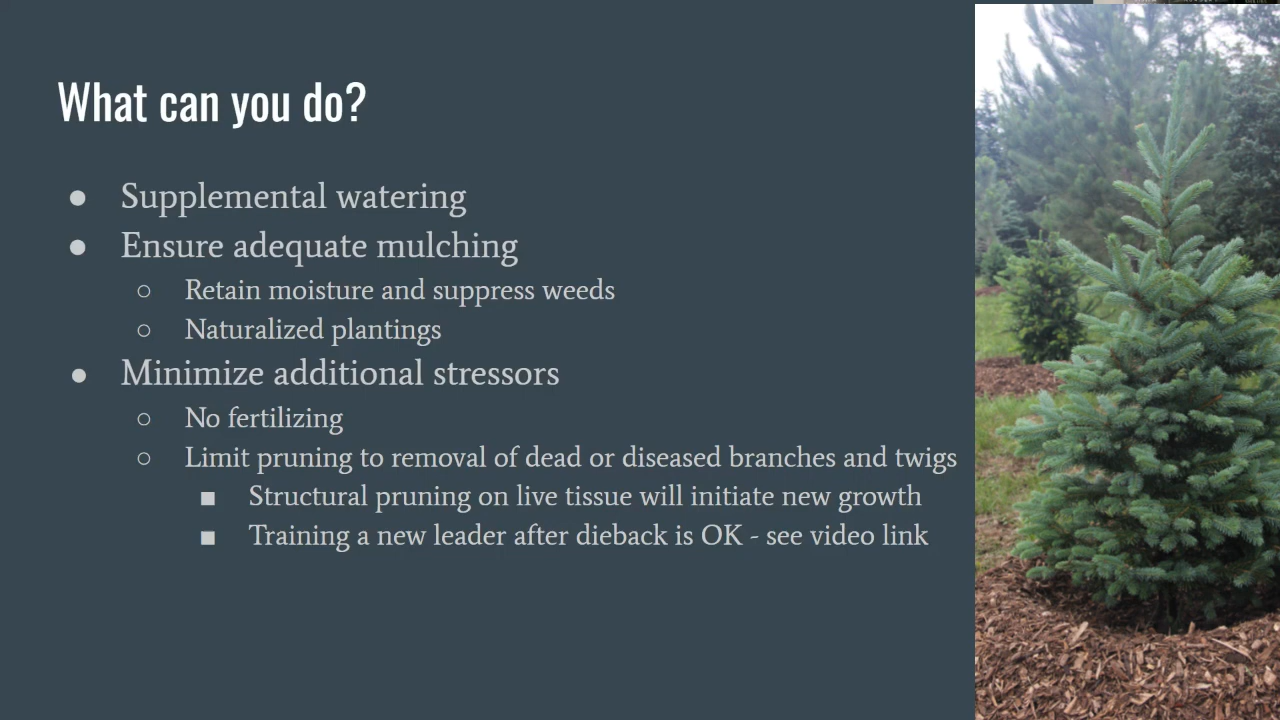 What can you do?
● Supplemental watering
● Ensure adequate mulching
○ Retain moisture and suppress weeds
○ Naturalized plantings
● Minimize additional stressors
○ No fertilizing
○ Limit pruning to removal of dead or diseased branches and twigs
■ Structural pruning on live tissue will initiate new growth
■ Training a new leader after dieback is OK - see video link